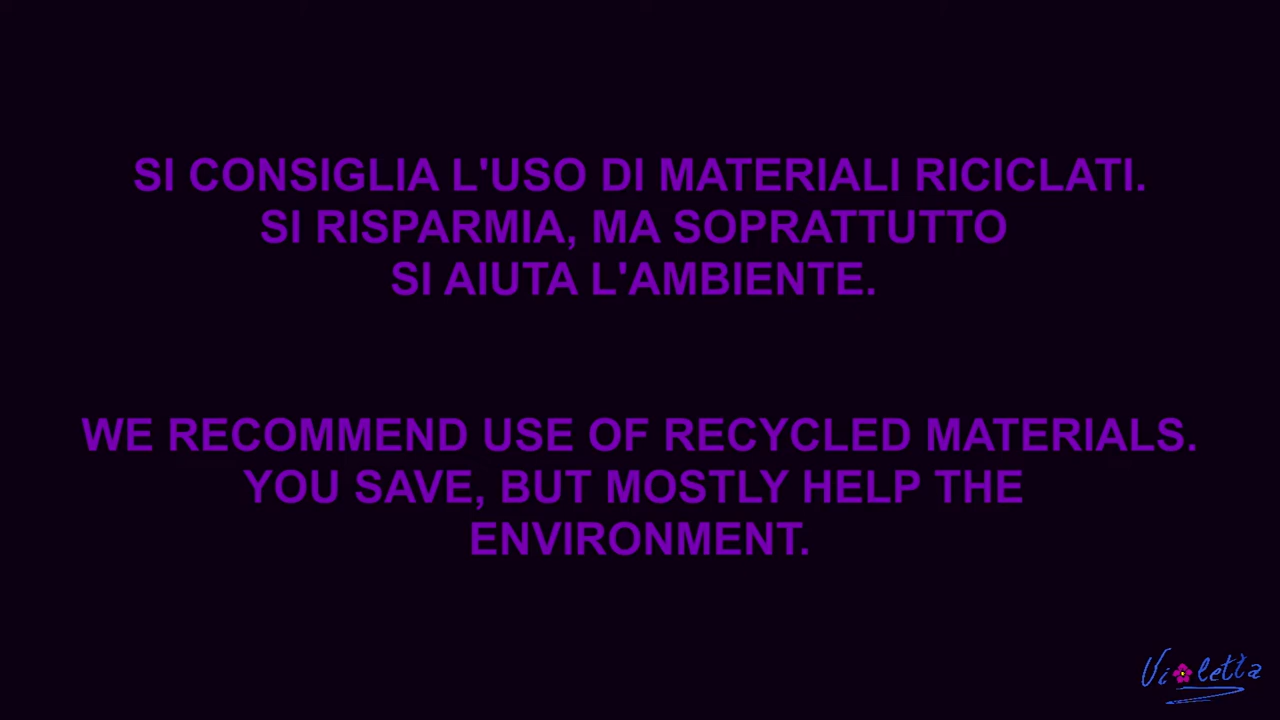 SI CONSIGLIA L'USO DI MATERIALI RICICLATI.
SI RISPARMIA, MA SOPRATTUTTO
SI AIUTA L'AMBIENTE.
WE RECOMMEND USE OF RECYCLED MATERIALS.
YOU SAVE, BUT MOSTLY HELP THE
ENVIRONMENT.
Violetta